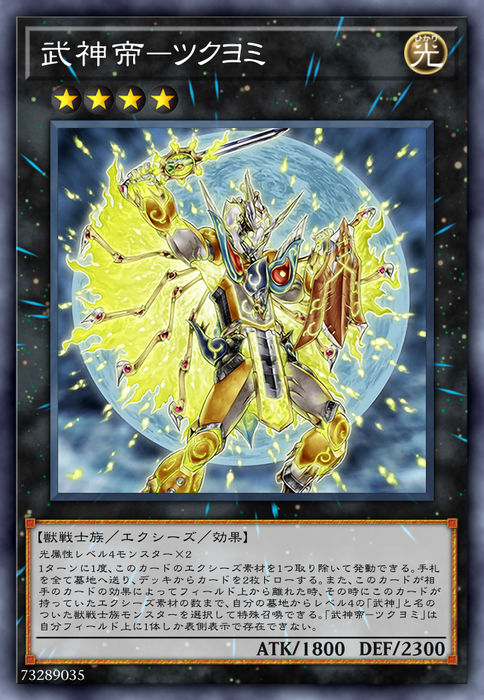 武神帝－ツクヨミ
ひかり
光
【獣戦士族／エクシーズ／効果】
光属性レベル4モンスター×2
1ターンに1度、このカードのエクシーズ素材を1つ取り除いて発動できる。手札
を全て墓地へ送り、デッキからカードを2枚ドローする。また、このカードが相
手のカードの効果によってフィールド上から離れた時、その時にこのカードが
持っていたエクシーズ素材の数まで、自分の墓地からレベル4の「武神」と名の
ついた獣戦士族モンスターを選択して特殊召喚できる。「武神帝－ツクヨミ」は
自分フィールド上に1体しか表側表示で存在できない。
ATK/1800 DEF/2300
73289035